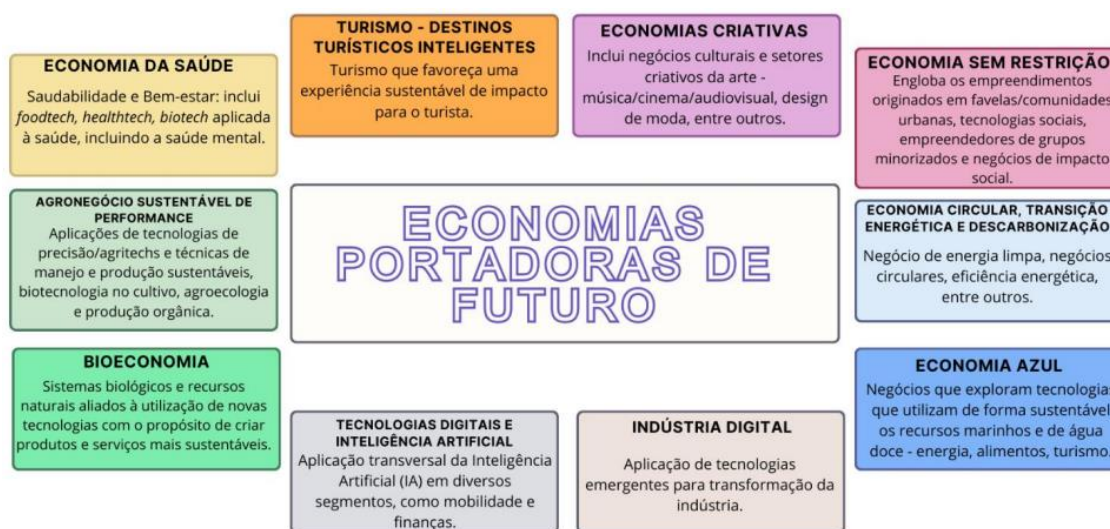 TURISMO - DESTINOS
TURÍSTICOS INTELIGENTES
Turismo que favoreça uma
experiência sustentável de impacto
para o turista.
ECONOMIAS CRIATIVAS
Inclui negócios culturais e setores
criativos da arte -
música/cinema/audiovisual, design
de moda, entre outros.
ECONOMIA DA SAÚDE
Saudabilidade e Bem-estar: inclui
foodtech, healthtech, biotech aplicada
à saúde, incluindo a saúde mental.
ECONOMIA SEM RESTRIÇÃO
Engloba os empreendimentos
originados em favelas/comunidades
urbanas, tecnologias sociais,
empreendedores de grupos
minorizados e negócios de impacto
social.
AGRONEGÓCIO SUSTENTÁVEL DE
PERFORMANCE
Aplicações de tecnologias de
precisão/agritechs e técnicas de
manejo e produção sustentáveis,
biotecnologia no cultivo, agroecologia
e produção orgânica.
ECONOMIAS
PORTADORAS DE
FUTURO
ECONOMIA CIRCULAR, TRANSIÇÃO
ENERGÉTICA E DESCARBONIZAÇÃO
Negócio de energia limpa, negócios
circulares, eficiência energética,
entre outros.
BIOECONOMIA
Sistemas biológicos e recursos
naturais aliados à utilização de novas
tecnologias com o propósito de criar
produtos e serviços mais sustentáveis.
ECONOMIA AZUL
Negócios que exploram tecnologias
que utilizam de forma sustentável
os recursos marinhos e de água
doce - energia, alimentos, turismo.
TECNOLOGIAS DIGITAIS E
INTELIGÊNCIA ARTIFICIAL
Aplicação transversal da Inteligência
Artificial (IA) em diversos
segmentos, como mobilidade e
finanças.
INDÚSTRIA DIGITAL
Aplicação de tecnologias
emergentes para transformação da
indústria.